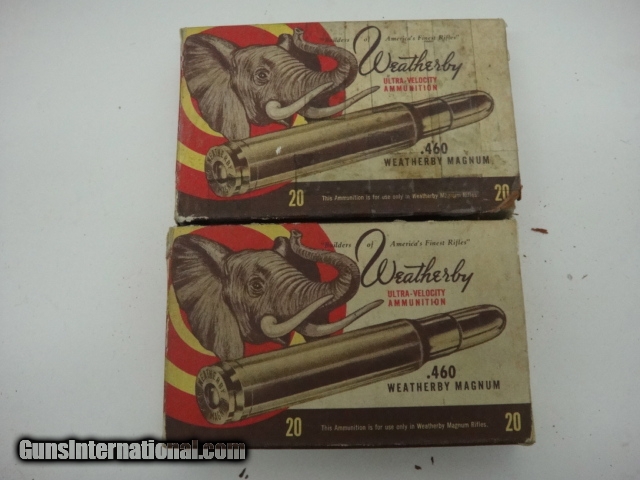 "Builders of America's Finest Rifles"
Weatherby
ULTRA-VELOCITY
AMMUNITION
.460
WEATHERBY MAGNUM
20 This Ammunition is for use only in Weatherby Magnum Rifles. 20
"Builders of America's Finest Rifles"
Weatherby
ULTRA-VELOCITY
AMMUNITION
.460
WEATHERBY MAGNUM
20 This Ammunition is for use only in Weatherby Magnum Rifles. 20
GunsInternational.com